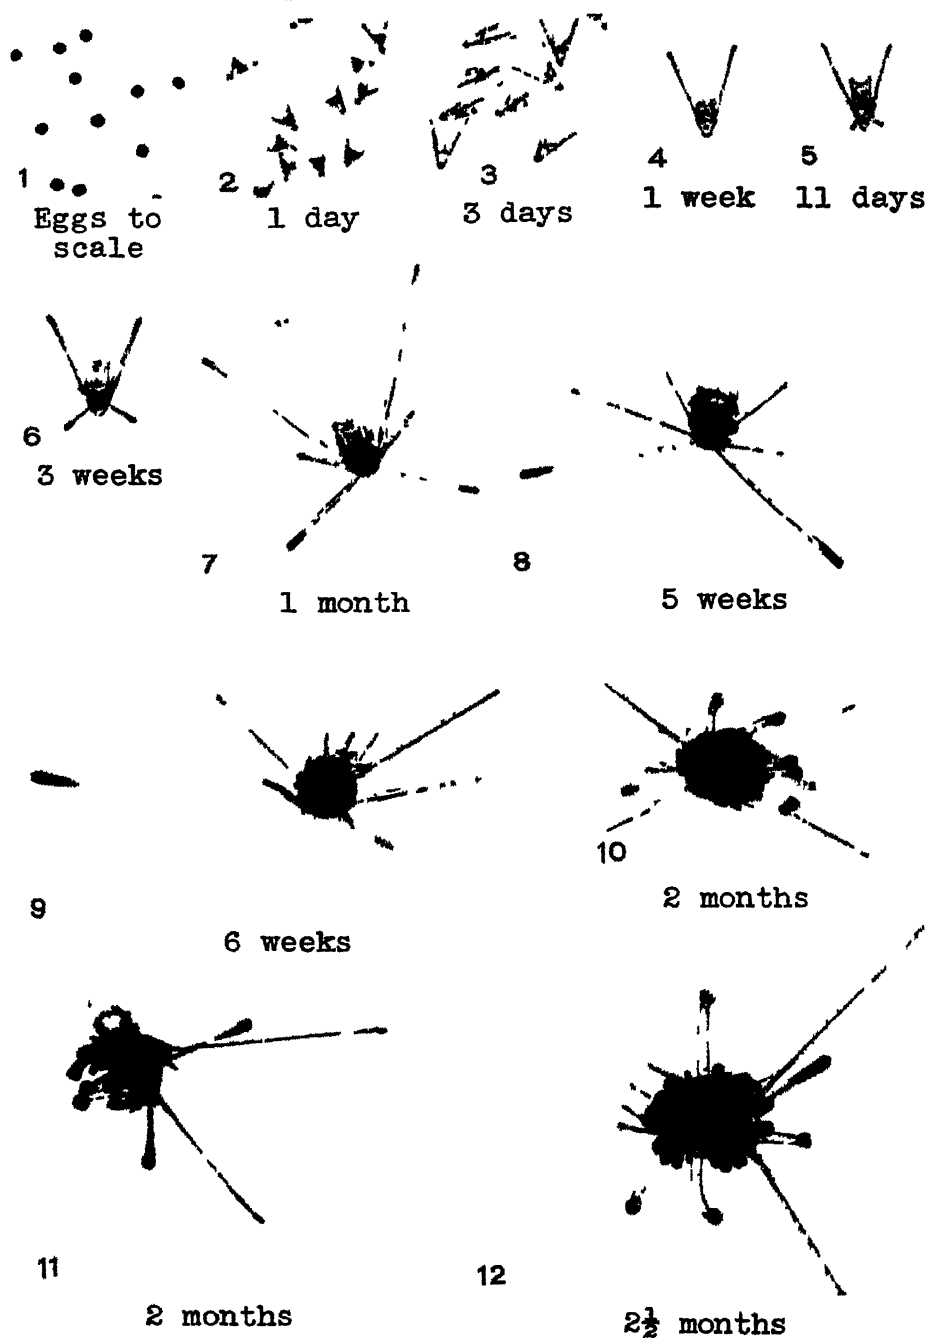 1
Eggs to
scale
2
1 day
3
3 days
4
1 week
5
11 days
6
3 weeks
7
1 month
8
5 weeks
9
6 weeks
10
2 months
11
2 months
12
2½ months